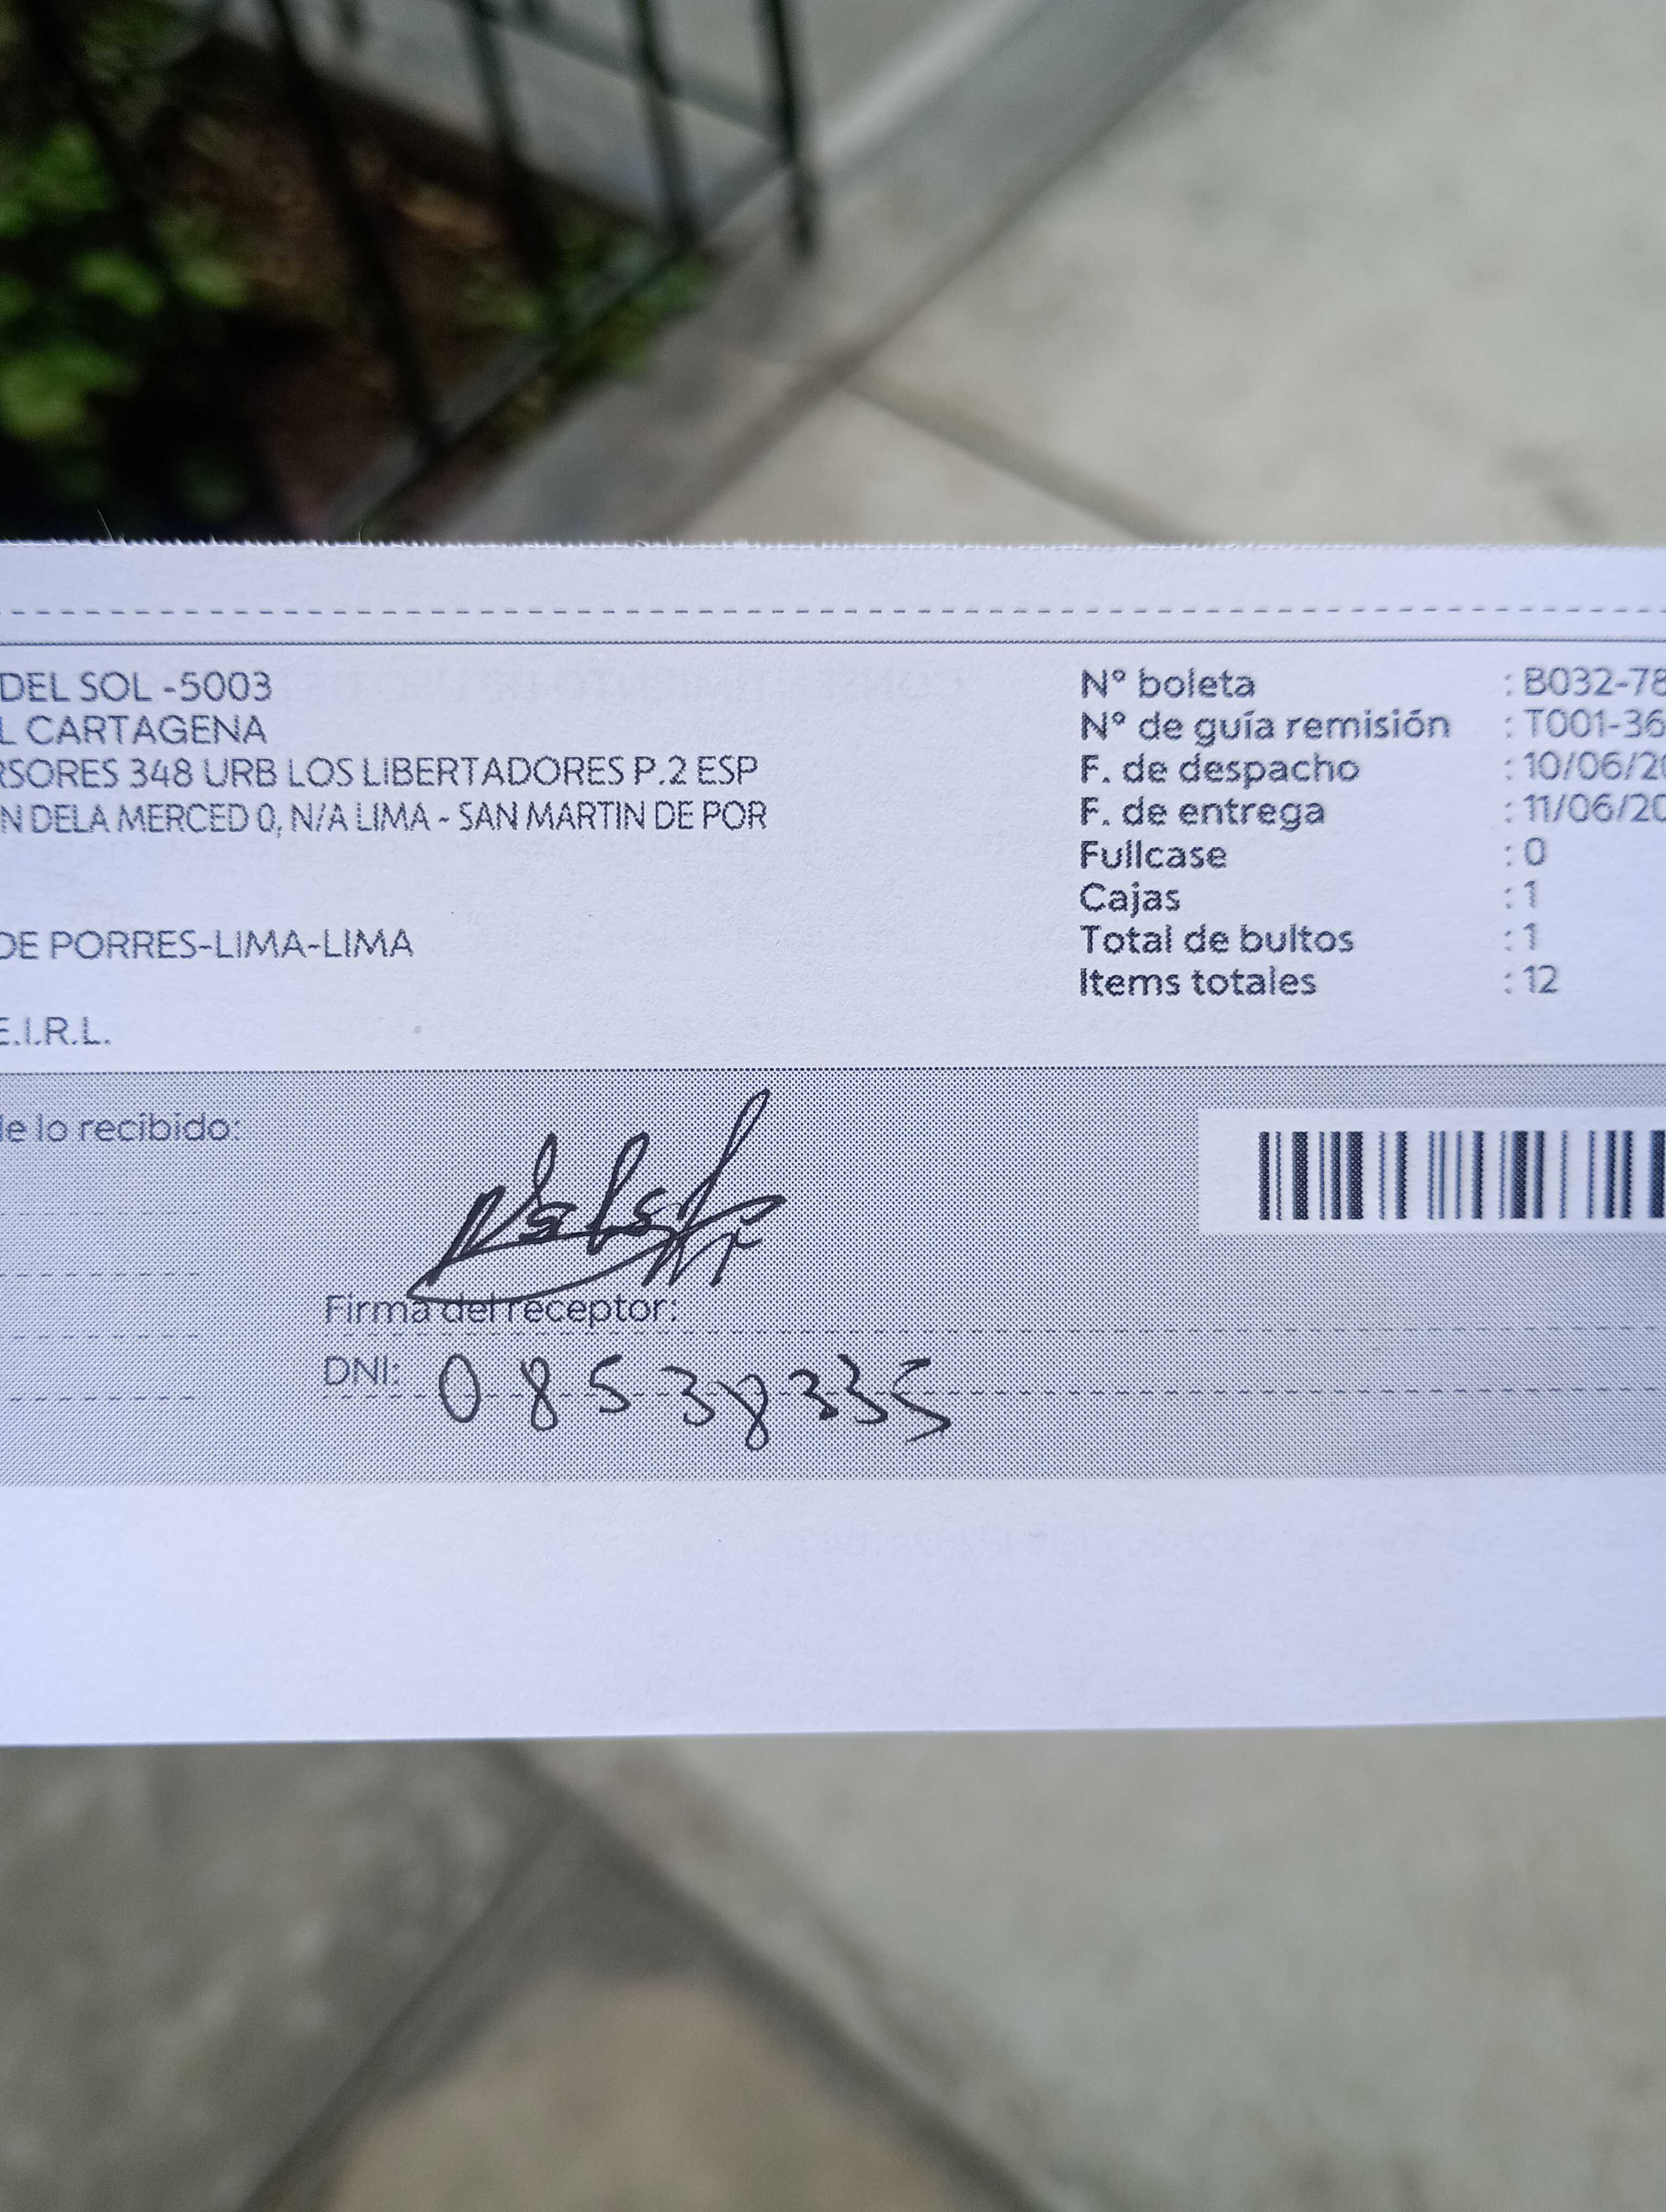 DEL SOL -5003
L CARTAGENA
RSORES 348 URB LOS LIBERTADORES P.2 ESP
N DELA MERCED 0, N/A LIMA - SAN MARTIN DE POR
DE PORRES-LIMA-LIMA
E.I.R.L.
N° boleta : B032-78
N° de guía remisión : T001-36
F. de despacho : 10/06/20
F. de entrega : 11/06/20
Fullcase : 0
Cajas : 1
Total de bultos : 1
Items totales : 12
de lo recibido:
Firma del receptor:
DNI: 08538335